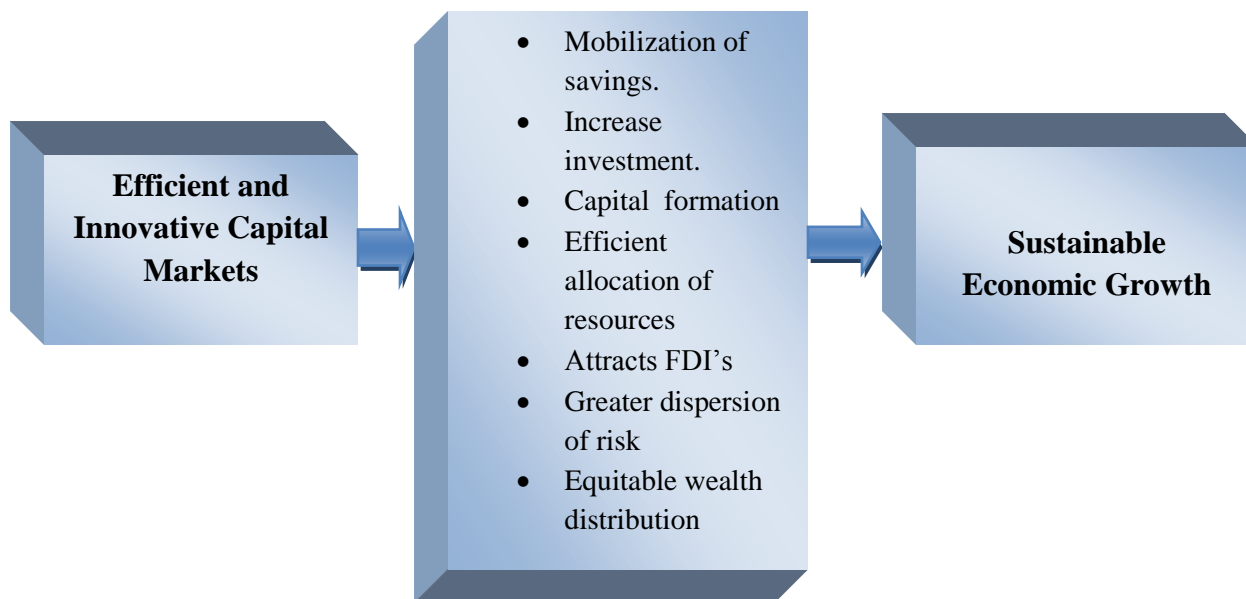 Efficient and
Innovative Capital
Markets
• Mobilization of
savings.
• Increase
investment.
• Capital formation
• Efficient
allocation of
resources
• Attracts FDI’s
• Greater dispersion
of risk
• Equitable wealth
distribution
Sustainable
Economic Growth